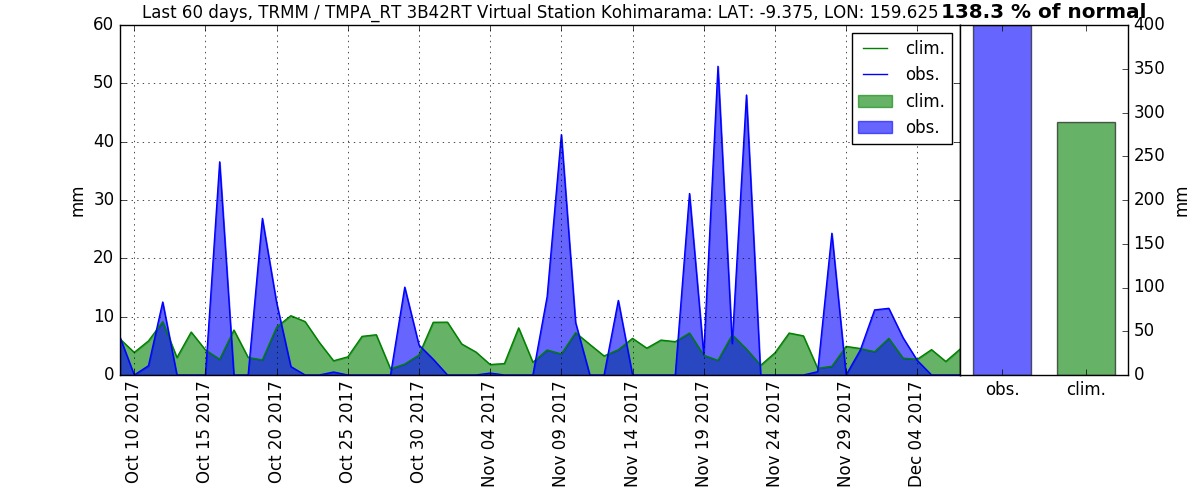 Last 60 days, TRMM / TMPA_RT 3B42RT Virtual Station Kohimarama: LAT: -9.375, LON: 159.625
138.3 % of normal
mm
60
50
40
30
20
10
0
clim.
obs.
clim.
obs.
Oct 10 2017
Oct 15 2017
Oct 20 2017
Oct 25 2017
Oct 30 2017
Nov 04 2017
Nov 09 2017
Nov 14 2017
Nov 19 2017
Nov 24 2017
Nov 29 2017
Dec 04 2017
400
350
300
250
200
150
100
50
0
mm
obs.
clim.